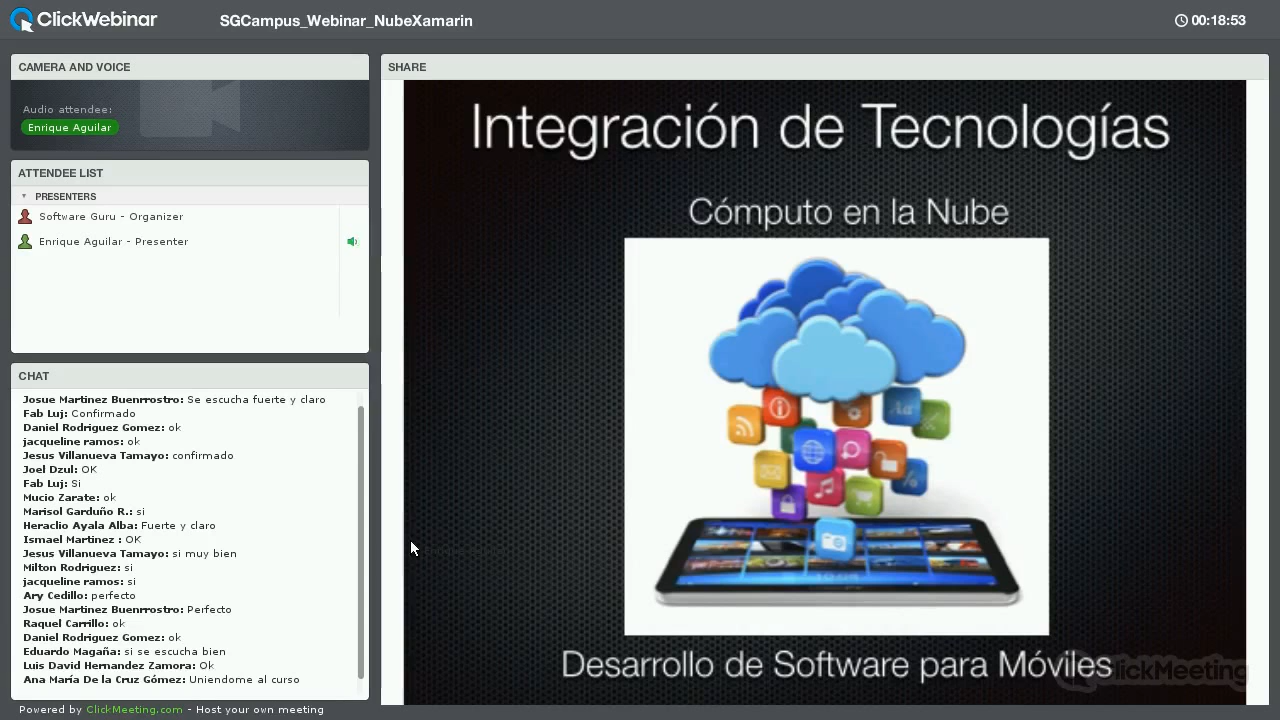 ClickWebinar
SGCampus_Webinar_NubeXamarin
00:18:53
CAMERA AND VOICE
Audio attendee:
Enrique Aguilar
ATTENDEE LIST
PRESENTERS
Software Guru - Organizer
Enrique Aguilar - Presenter
CHAT
Josue Martinez Buenrrostro: Se escucha fuerte y claro
Fab Luj: Confirmado
Daniel Rodriguez Gomez: ok
jacqueline ramos: ok
Jesus Villanueva Tamayo: confirmado
Joel Dzul: OK
Fab Luj: Si
Mucio Zarate: ok
Marisol Garduño R.: si
Heraclio Ayala Alba: Fuerte y claro
Ismael Martinez : OK
Jesus Villanueva Tamayo: si muy bien
Milton Rodriguez: si
jacqueline ramos: si
Ary Cedillo: perfecto
Josue Martinez Buenrrostro: Perfecto
Raquel Carrillo: ok
Daniel Rodriguez Gomez: ok
Eduardo Magaña: si se escucha bien
Luis David Hernandez Zamora: Ok
Ana María De la Cruz Gómez: Uniendome al curso
Powered by ClickMeeting.com - Host your own meeting
SHARE
Integración de Tecnologías
Cómputo en la Nube
Aa
Desarrollo de Software para Móviles
ClickMeeting